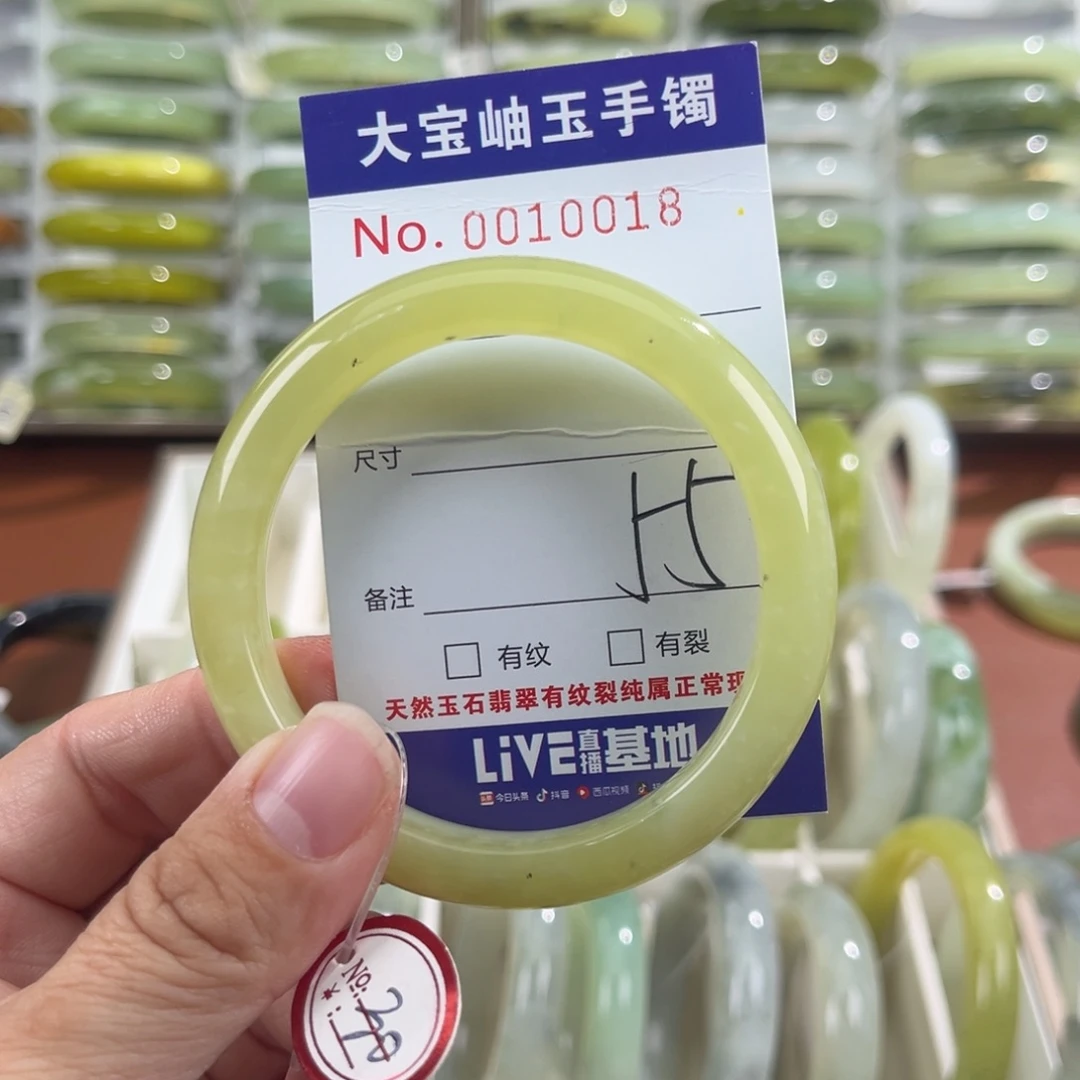 大宝岫玉手镯
No. 0010018
尺寸
备注
有纹
有裂
天然玉石翡翠有纹裂纯属正常现
LiVE直播基地
今日头条 抖音 西瓜视频
No.